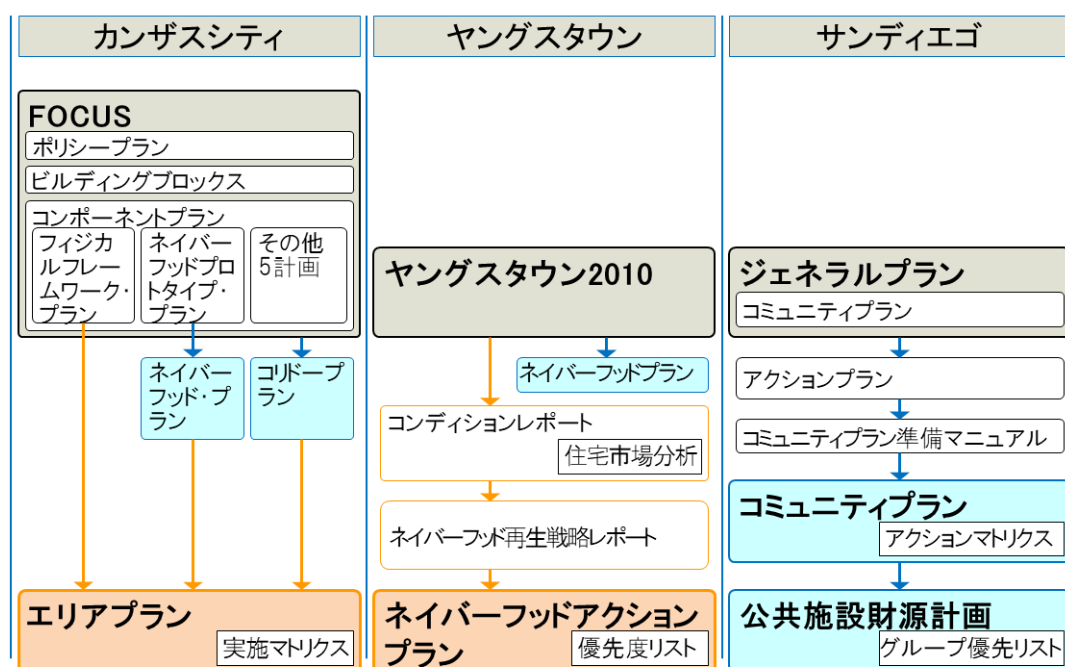 カンザスシティ
FOCUS
ポリシープラン
ビルディングブロックス
コンポーネントプラン
フィジカ
ルフレー
ムワーク・
プラン
ネイバー
フッドプロ
トタイプ・
プラン
その他
5計画
ネイバー
フッド・プ
ラン
コリドープ
ラン
エリアプラン
実施マトリクス
ヤングスタウン
ヤングスタウン2010
ネイバーフッドプラン
コンディションレポート
住宅市場分析
ネイバーフッド再生戦略レポート
ネイバーフッドアクション
プラン
優先度リスト
サンディエゴ
ジェネラルプラン
コミュニティプラン
アクションプラン
コミュニティプラン準備マニュアル
コミュニティプラン
アクションマトリクス
公共施設財源計画
グループ優先リスト